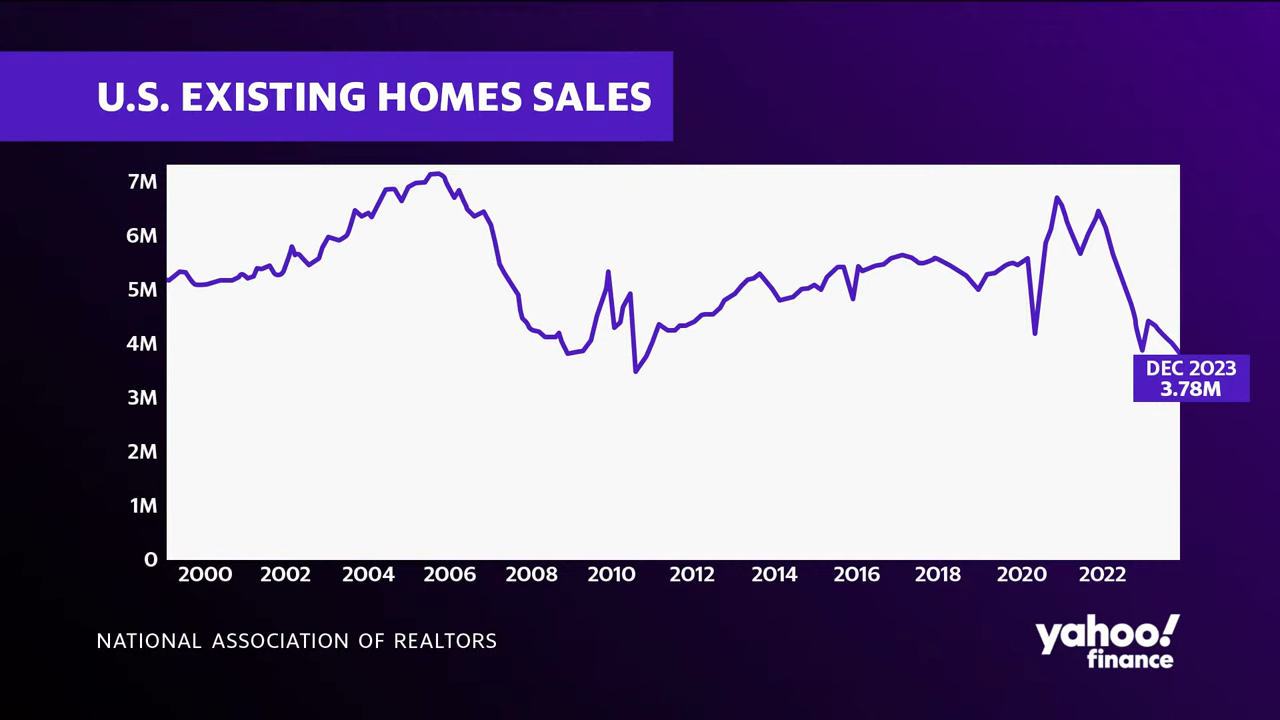 U.S. EXISTING HOMES SALES
7M
6M
5M
4M
3M
2M
1M
0
DEC 2023
3.78M
2000 2002 2004 2006 2008 2010 2012 2014 2016 2018 2020 2022
NATIONAL ASSOCIATION OF REALTORS
yahoo!
finance